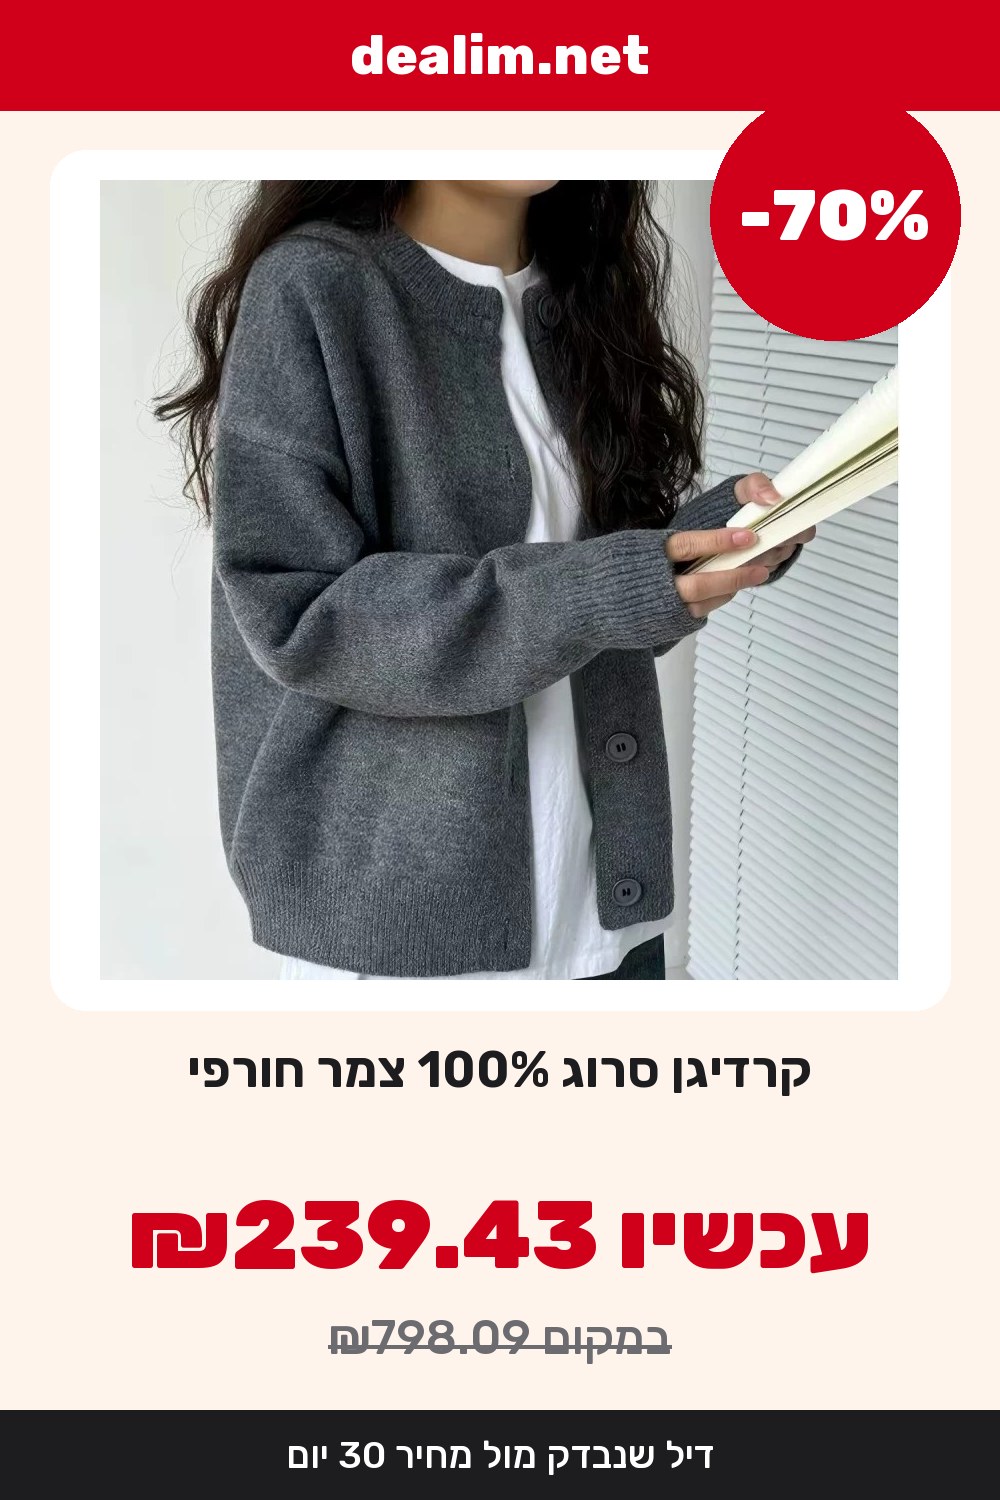 dealim.net
-70%
קרדיגן סרוג 100% צמר חורפי
עכשיו 239.43₪
במקום 798.09₪
דיל שנבדק מול מחיר 30 יום